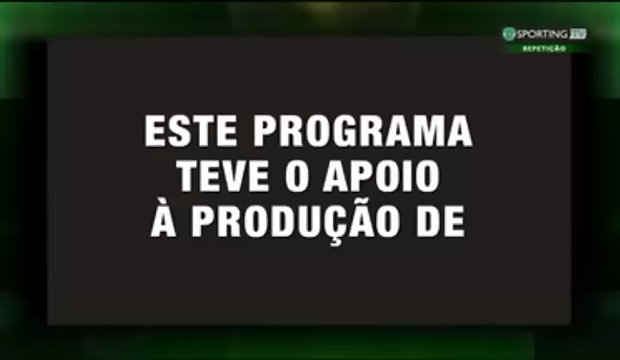 SPORTING TV
REPETIÇÃO
ESTE PROGRAMA
TEVE O APOIO
À PRODUÇÃO DE